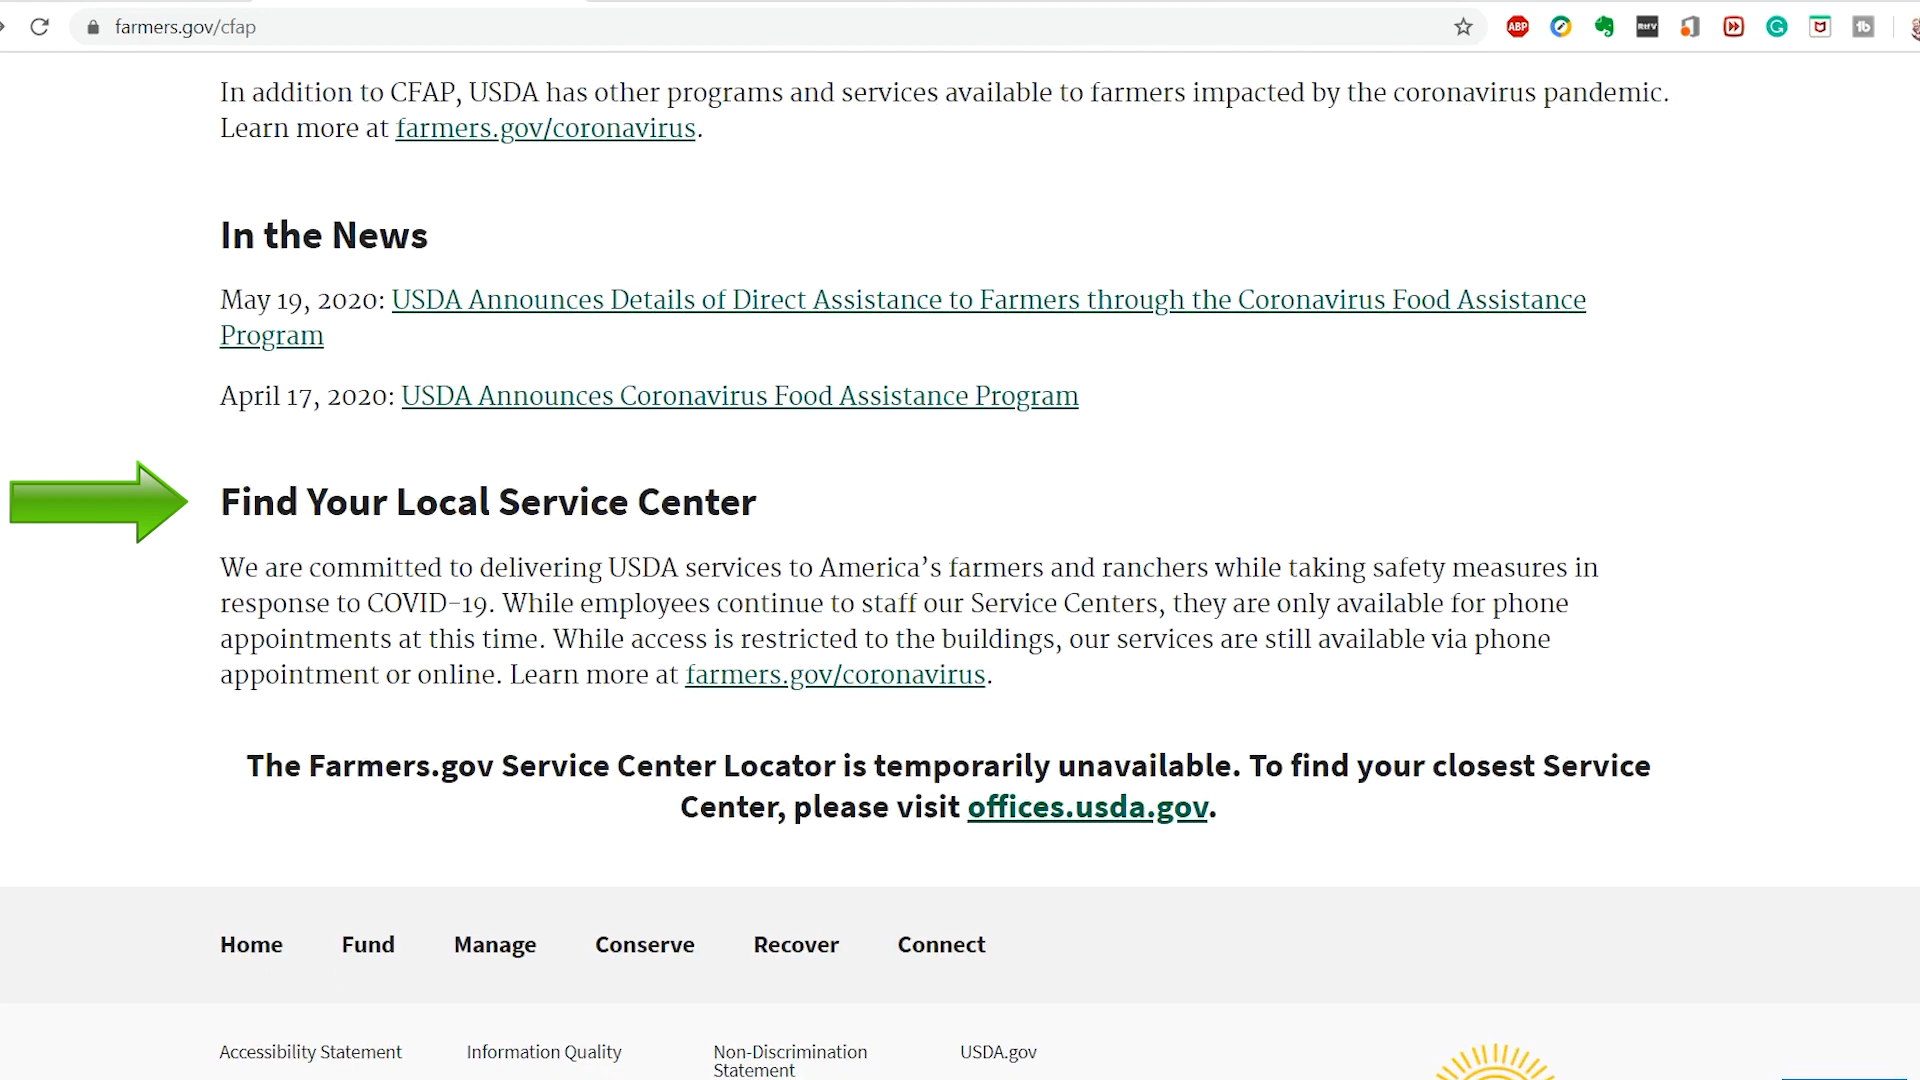 farmers.gov/cfap
ABP
In addition to CFAP, USDA has other programs and services available to farmers impacted by the coronavirus pandemic.
Learn more at farmers.gov/coronavirus.
In the News
May 19, 2020: USDA Announces Details of Direct Assistance to Farmers through the Coronavirus Food Assistance
Program
April 17, 2020: USDA Announces Coronavirus Food Assistance Program
Find Your Local Service Center
We are committed to delivering USDA services to America’s farmers and ranchers while taking safety measures in
response to COVID-19. While employees continue to staff our Service Centers, they are only available for phone
appointments at this time. While access is restricted to the buildings, our services are still available via phone
appointment or online. Learn more at farmers.gov/coronavirus.
The Farmers.gov Service Center Locator is temporarily unavailable. To find your closest Service
Center, please visit offices.usda.gov.
Home Fund Manage Conserve Recover Connect
Accessibility Statement Information Quality Non-Discrimination USDA.gov
Statement